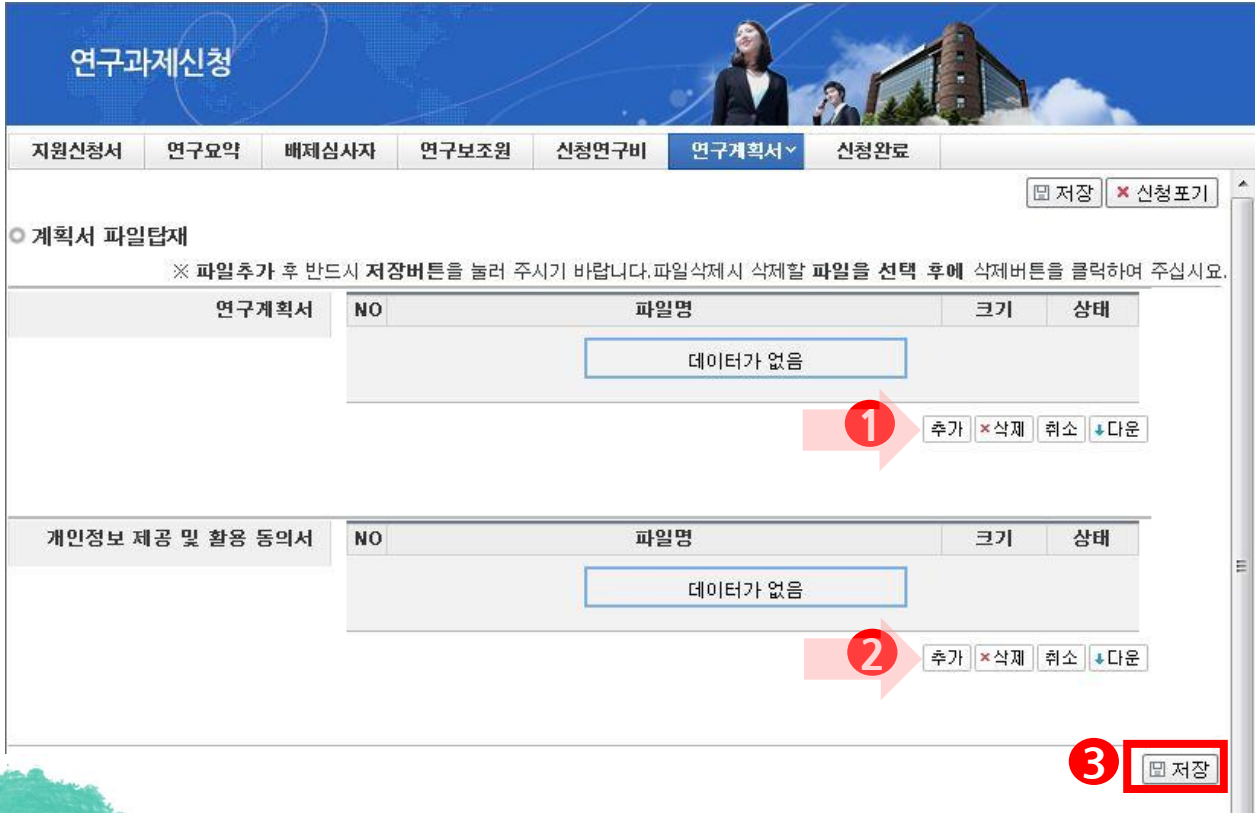 연구과제신청
지원신청서 연구요약 배제심사자 연구보조원 신청연구비 연구계획서 신청완료
저장 × 신청포기
계획서 파일탑재
※ 파일추가 후 반드시 저장버튼을 눌러 주시기 바랍니다.파일삭제시 삭제할 파일을 선택 후에 삭제버튼을 클릭하여 주십시요.
연구계획서 NO 파일명 크기 상태
데이터가 없음
1 추가 ×삭제 취소 ↓다운
개인정보 제공 및 활용 동의서 NO 파일명 크기 상태
데이터가 없음
2 추가 ×삭제 취소 ↓다운
3 저장